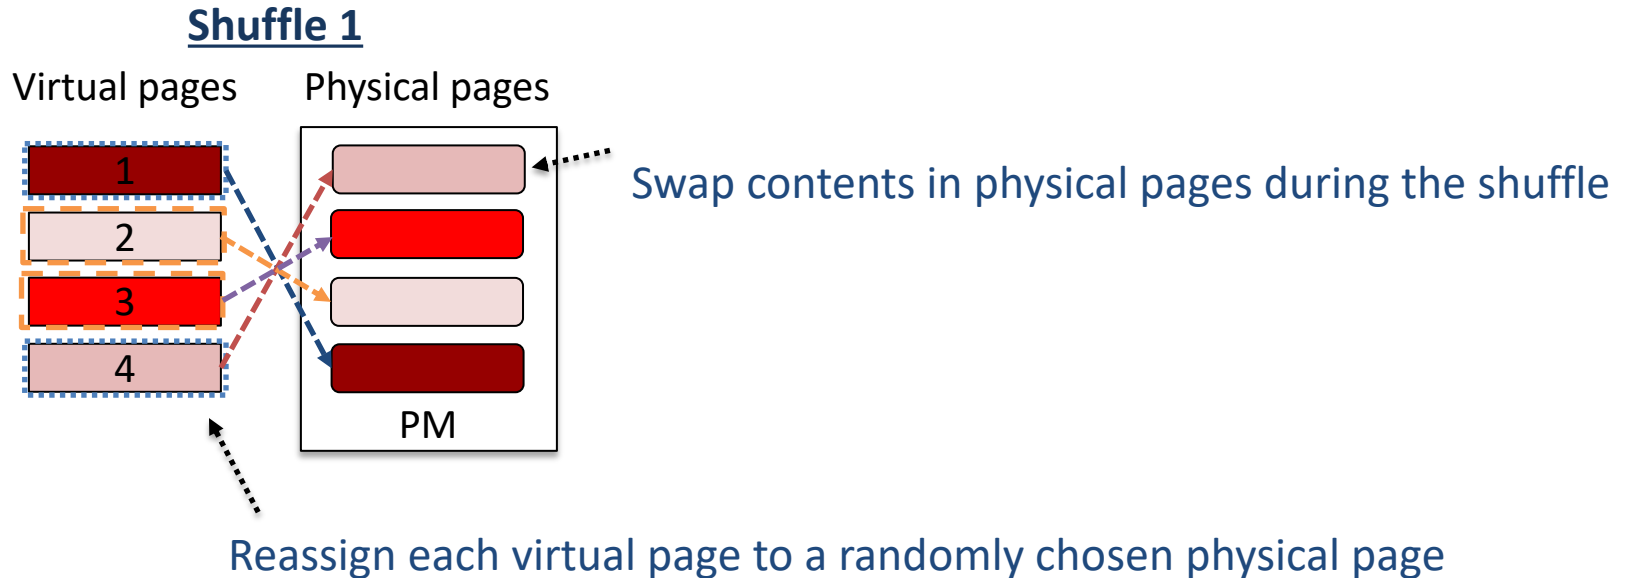 Shuffle 1
Virtual pages
Physical pages
1
2
3
4
PM
Swap contents in physical pages during the shuffle
Reassign each virtual page to a randomly chosen physical page